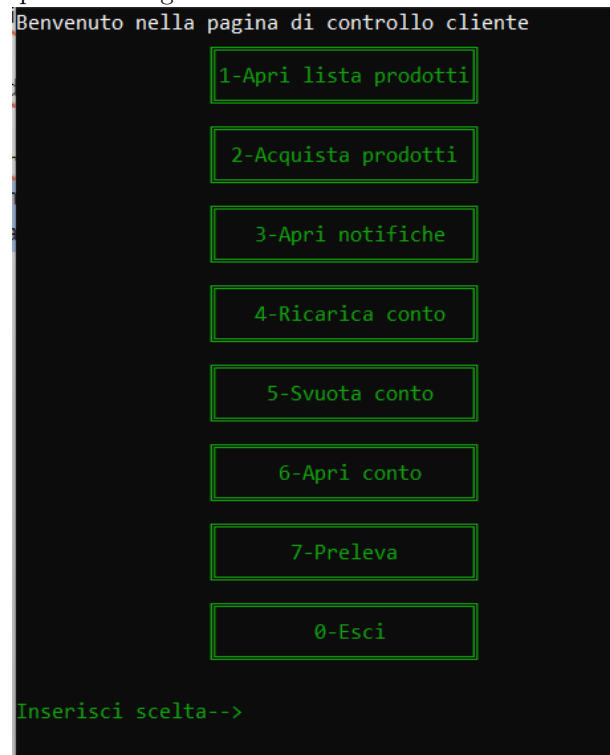 Benvenuto nella pagina di controllo cliente
1-Apri lista prodotti
2-Acquista prodotti
3-Apri notifiche
4-Ricarica conto
5-Svuota conto
6-Apri conto
7-Preleva
0-Esci
Inserisci scelta-->